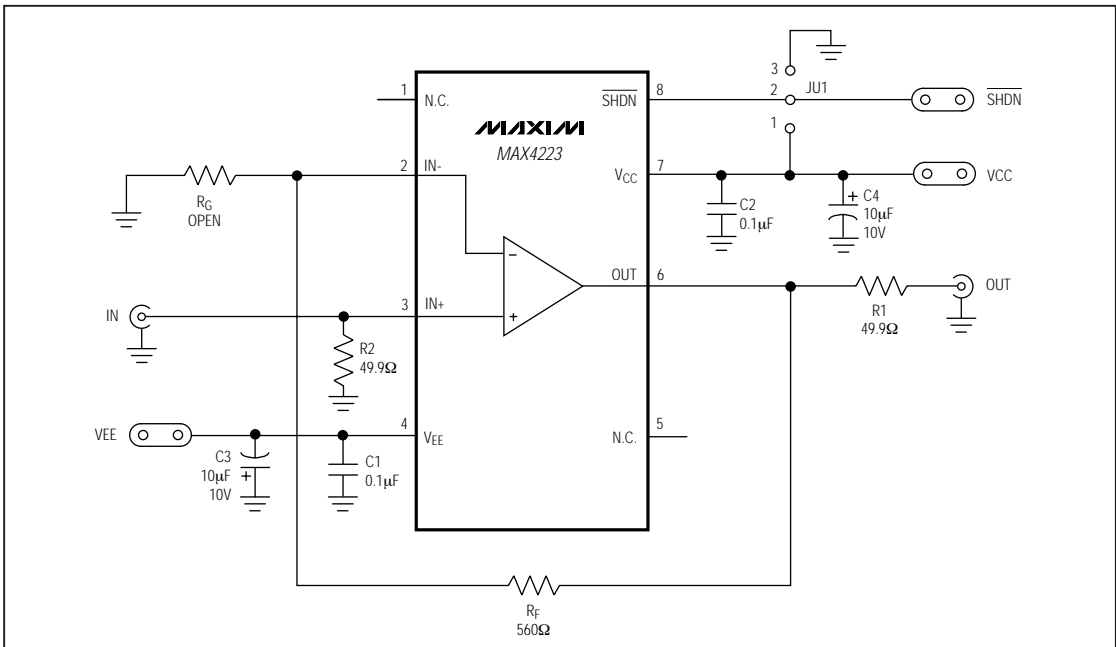 3
2
JU1
1
1
N.C.
MAXIM
MAX4223
SHDN
8
SHDN
2
IN-
RG
OPEN
VCC
7
VCC
C2
0.1µF
+
C4
10µF
10V
−
+
OUT
6
OUT
R1
49.9Ω
IN
3
IN+
R2
49.9Ω
VEE
4
VEE
N.C.
5
C3
10µF
+
10V
C1
0.1µF
RF
560Ω